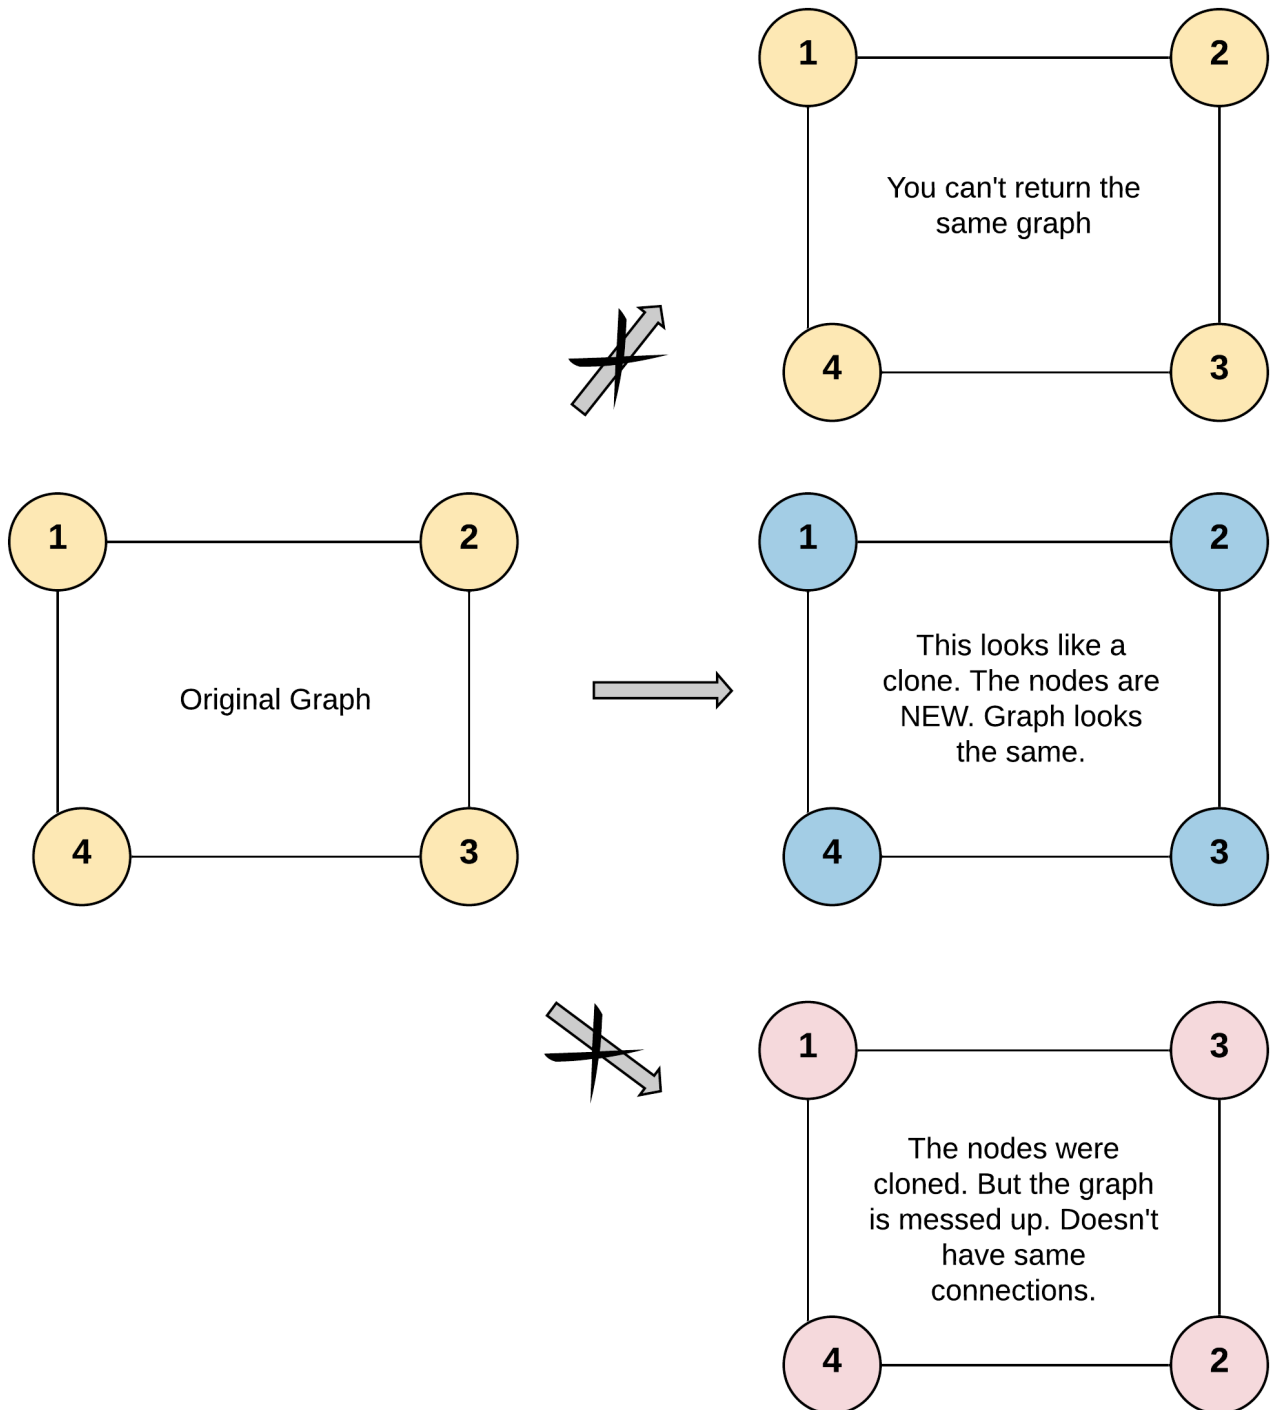 1
2
You can't return the
same graph
4
3
1
2
Original Graph
4
3
1
2
This looks like a
clone. The nodes are
NEW. Graph looks
the same.
4
3
1
3
The nodes were
cloned. But the graph
is messed up. Doesn't
have same
connections.
4
2